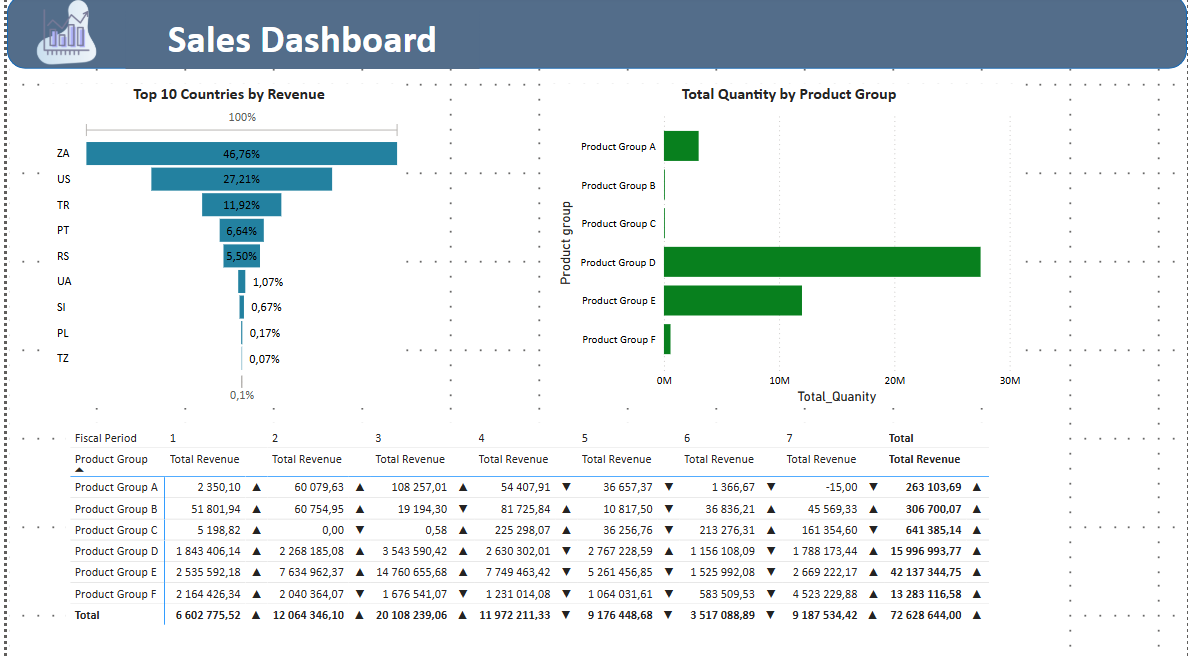 Sales Dashboard
Top 10 Countries by Revenue
100%
ZA 46,76%
US 27,21%
TR 11,92%
PT 6,64%
RS 5,50%
UA 1,07%
SI 0,67%
PL 0,17%
TZ 0,07%
0,1%
Total Quantity by Product Group
Product group
Product Group A
Product Group B
Product Group C
Product Group D
Product Group E
Product Group F
0M 10M 20M 30M
Total_Quanity
Fiscal Period 1 2 3 4 5 6 7 Total
Product Group Total Revenue Total Revenue Total Revenue Total Revenue Total Revenue Total Revenue Total Revenue Total Revenue
Product Group A 2 350,10 ▲ 60 079,63 ▲ 108 257,01 ▲ 54 407,91 ▼ 36 657,37 ▼ 1 366,67 ▼ -15,00 ▼ 263 103,69 ▲
Product Group B 51 801,94 ▲ 60 754,95 ▲ 19 194,30 ▼ 81 725,84 ▲ 10 817,50 ▼ 36 836,21 ▲ 45 569,33 ▲ 306 700,07 ▲
Product Group C 5 198,82 ▲ 0,00 ▼ 0,58 ▲ 225 298,07 ▲ 36 256,76 ▼ 213 276,31 ▲ 161 354,60 ▼ 641 385,14 ▲
Product Group D 1 843 406,14 ▲ 2 268 185,08 ▲ 3 543 590,42 ▲ 2 630 302,01 ▼ 2 767 228,59 ▲ 1 156 108,09 ▼ 1 788 173,44 ▲ 15 996 993,77 ▲
Product Group E 2 535 592,18 ▲ 7 634 962,37 ▲ 14 760 655,68 ▲ 7 749 463,42 ▼ 5 261 456,85 ▼ 1 525 992,08 ▼ 2 669 222,17 ▲ 42 137 344,75 ▲
Product Group F 2 164 426,34 ▲ 2 040 364,07 ▼ 1 676 541,07 ▼ 1 231 014,08 ▼ 1 064 031,61 ▼ 583 509,53 ▼ 4 523 229,88 ▲ 13 283 116,58 ▲
Total 6 602 775,52 ▲ 12 064 346,10 ▲ 20 108 239,06 ▲ 11 972 211,33 ▼ 9 176 448,68 ▼ 3 517 088,89 ▼ 9 187 534,42 ▲ 72 628 644,00 ▲